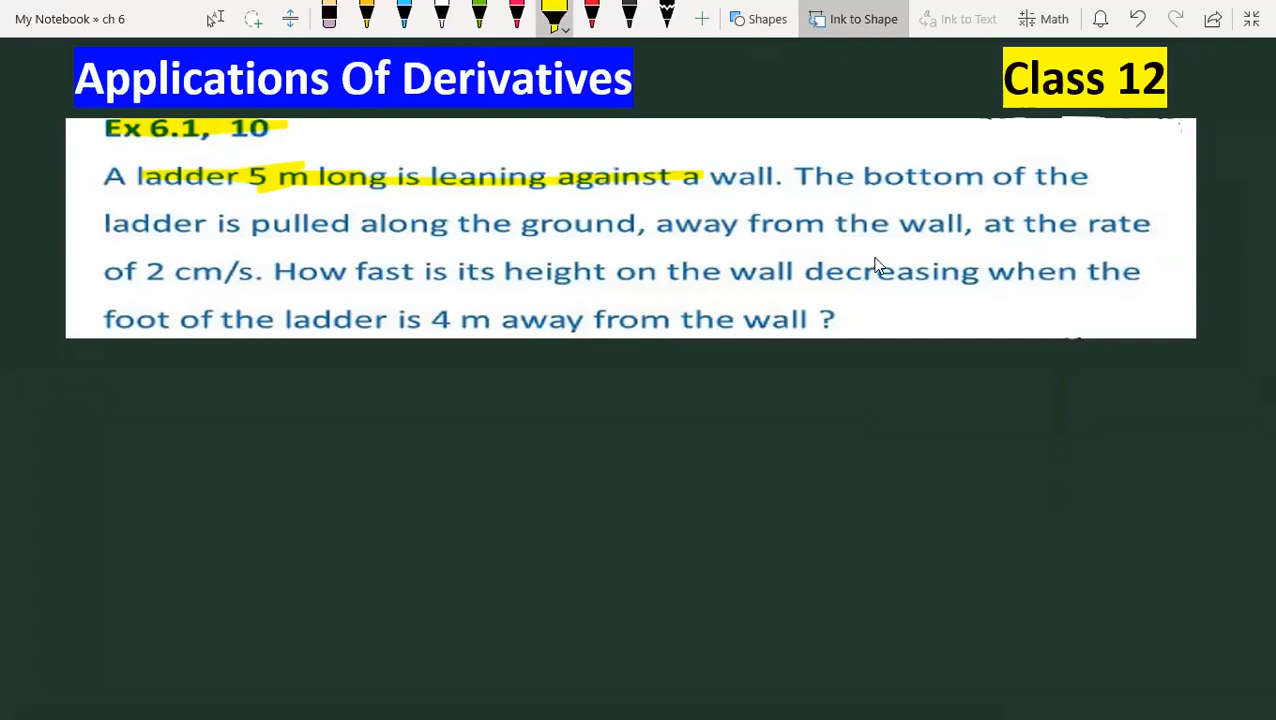 My Notebook » ch 6
Shapes
Ink to Shape
Ink to Text
Math
Applications Of Derivatives
Class 12
Ex 6.1, 10
A ladder 5 m long is leaning against a wall. The bottom of the
ladder is pulled along the ground, away from the wall, at the rate
of 2 cm/s. How fast is its height on the wall decreasing when the
foot of the ladder is 4 m away from the wall ?